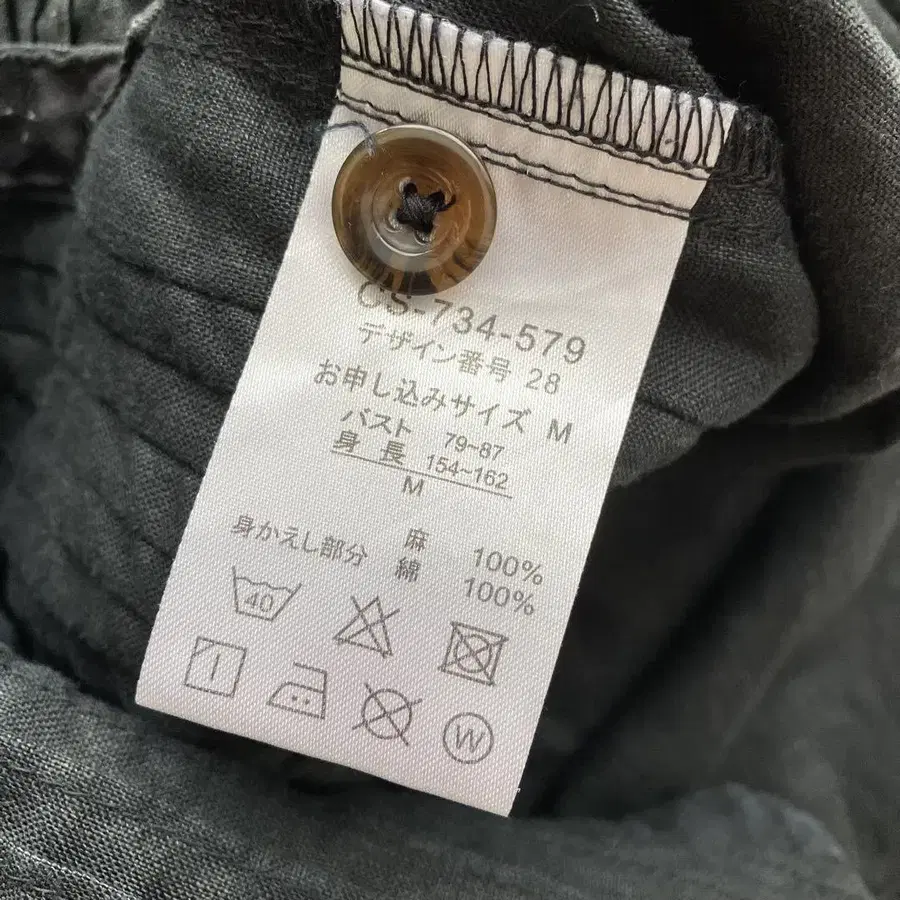 CS-734-579
デザイン番号 28
お申し込みサイズ M
バスト 79~87
身長 154~162
M
麻 100%
身かえし部分 綿 100%
40
W